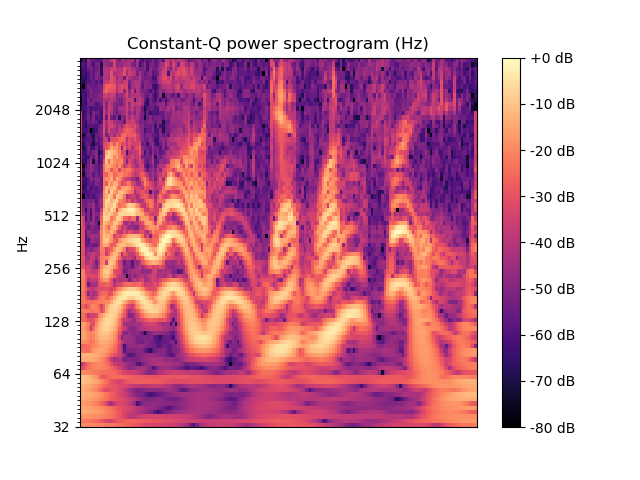 Constant-Q power spectrogram (Hz)
Hz
2048
1024
512
256
128
64
32
+0 dB
-10 dB
-20 dB
-30 dB
-40 dB
-50 dB
-60 dB
-70 dB
-80 dB